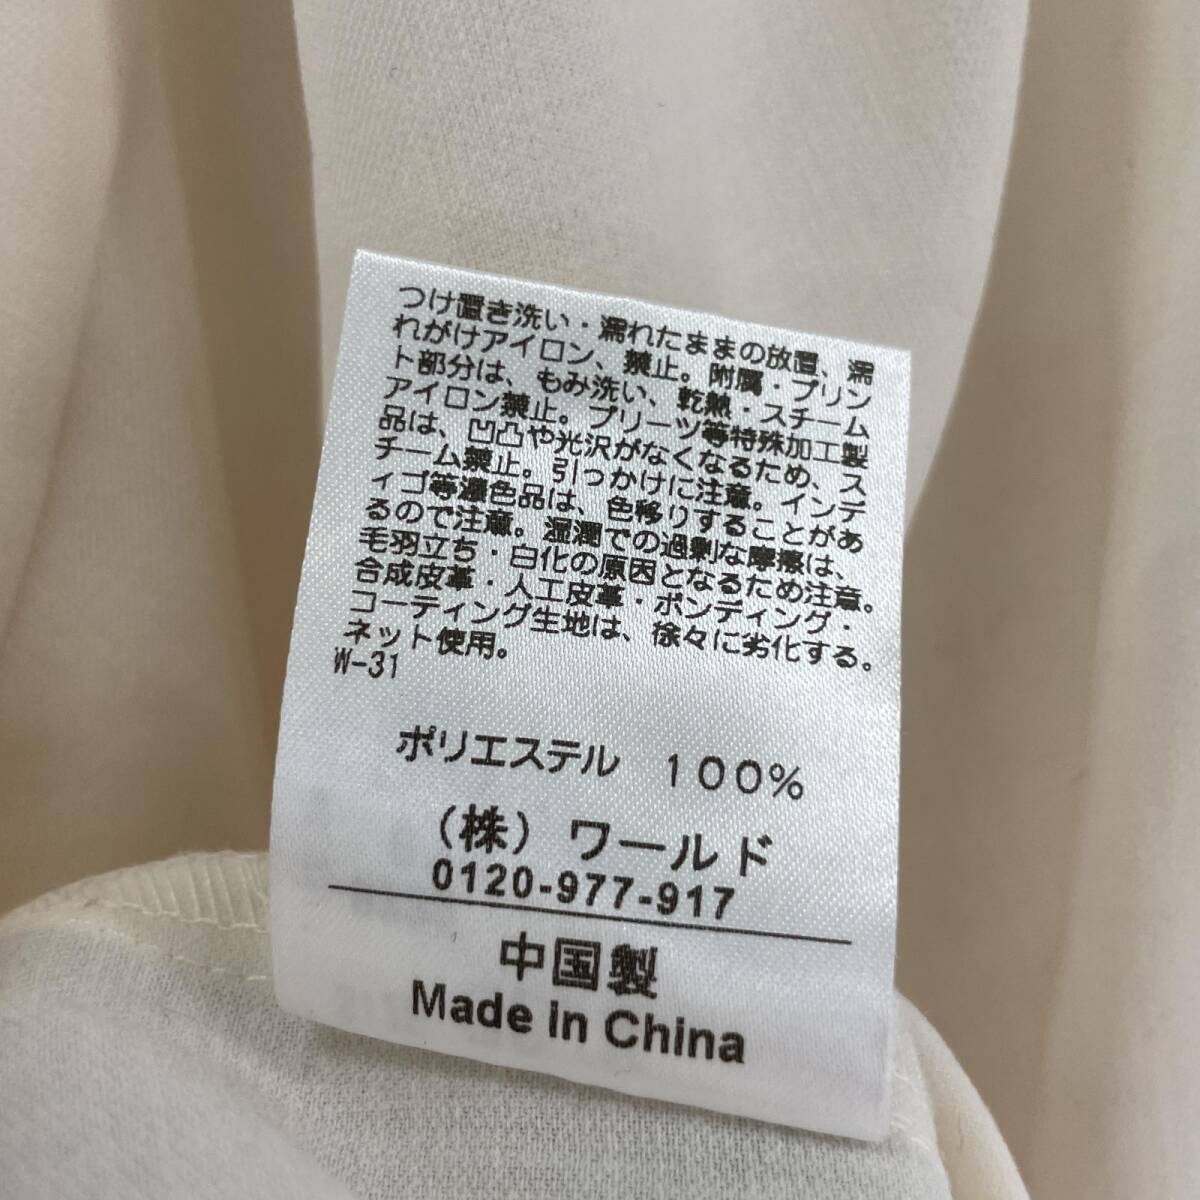 つけ置き洗い・濡れたままの放置、濡
れがけアイロン、禁止。附属・プリン
ト部分は、もみ洗い、乾熱・スチーム
アイロン禁止。プリーツ等特殊加工製
品は、凹凸や光沢がなくなるため、ス
チーム禁止。引っかけに注意。インデ
ィゴ等濃色品は、色移りすることがあ
るので注意。湿潤での過剰な摩擦は、
毛羽立ち・白化の原因となるため注意。
合成皮革・人工皮革・ボンディング・
コーティング生地は、徐々に劣化する。
ネット使用。
W-31
ポリエステル 100%
(株) ワールド
0120-977-917
中国製
Made in China